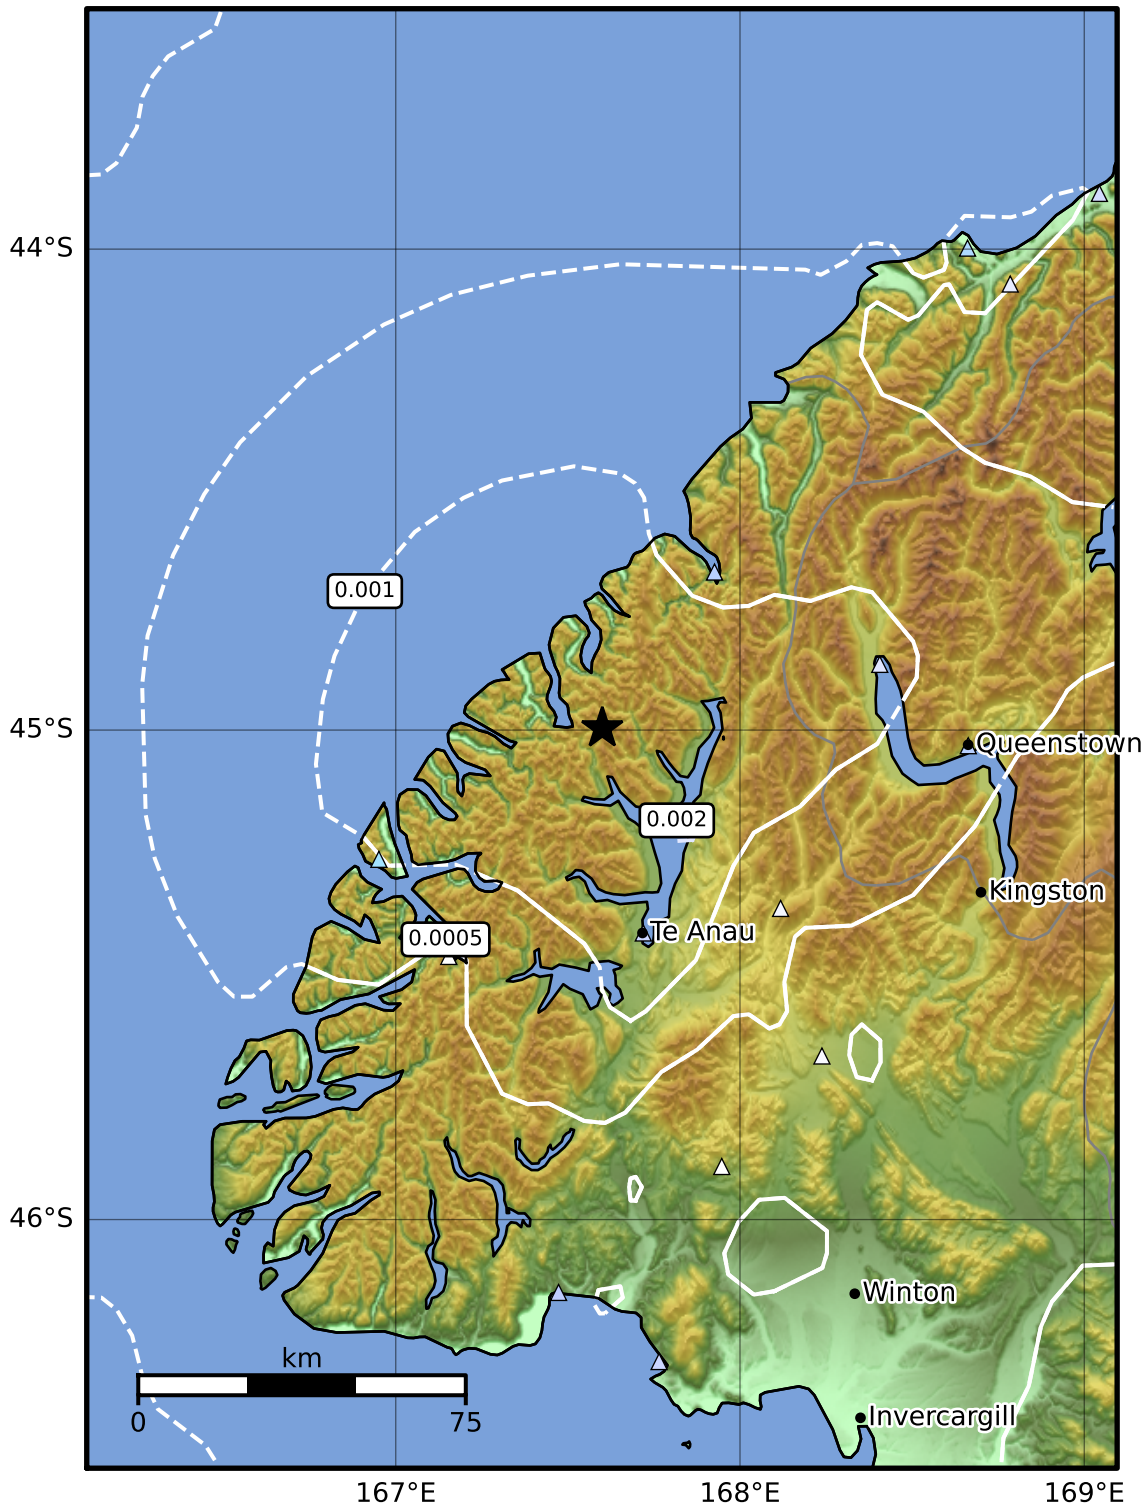 44°S
0.001
45°S
Queenstown
0.002
Kingston
Te Anau
0.0005
46°S
Winton
km
0
75
Invercargill
167°E
168°E
169°E